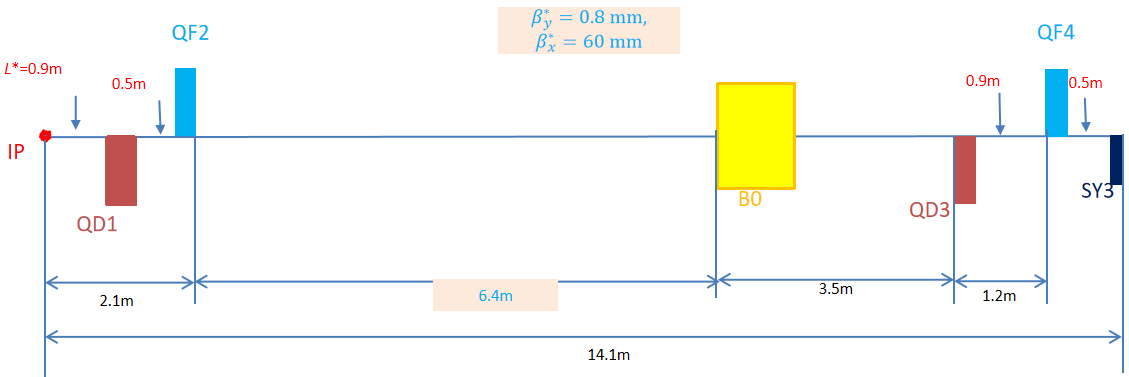 β*y = 0.8 mm,
β*x = 60 mm
QF2
QF4
L*=0.9m
0.5m
0.9m
0.5m
IP
QD1
B0
QD3
SY3
2.1m
6.4m
3.5m
1.2m
14.1m